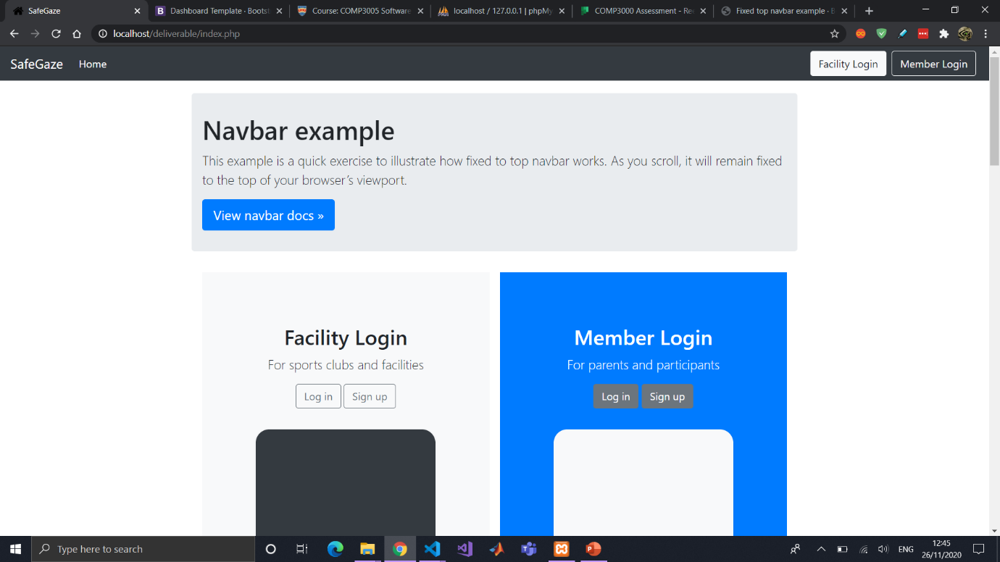 SafeGaze
Dashboard Template · Bootst
Course: COMP3005 Software
localhost / 127.0.0.1 | phpMy
COMP3000 Assessment - Re
Fixed top navbar example · B
localhost/deliverable/index.php
SafeGaze Home Facility Login Member Login
Navbar example
This example is a quick exercise to illustrate how fixed to top navbar works. As you scroll, it will remain fixed
to the top of your browser’s viewport.
View navbar docs »
Facility Login
For sports clubs and facilities
Log in Sign up
Member Login
For parents and participants
Log in Sign up
Type here to search
ENG
12:45
26/11/2020